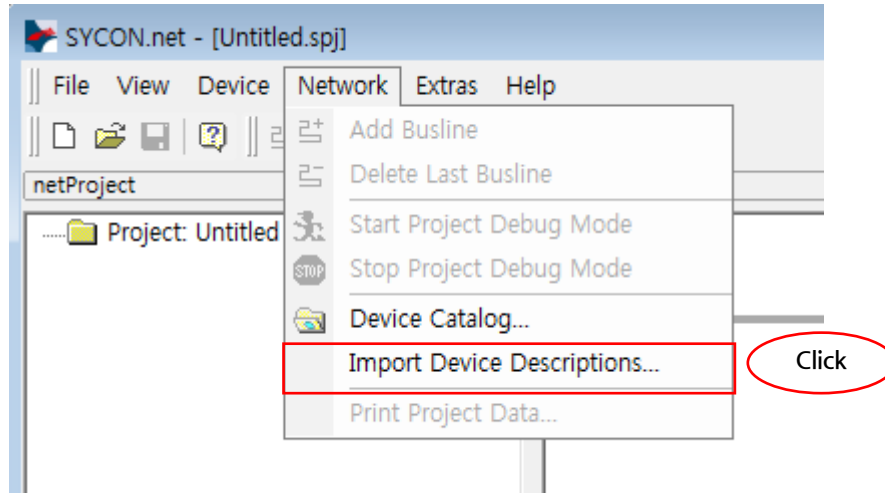 SYCON.net - [Untitled.spj]
File View Device Network Extras Help
Add Busline
Delete Last Busline
netProject
Project: Untitled
Start Project Debug Mode
STOP Stop Project Debug Mode
Device Catalog...
Import Device Descriptions...
Click
Print Project Data...